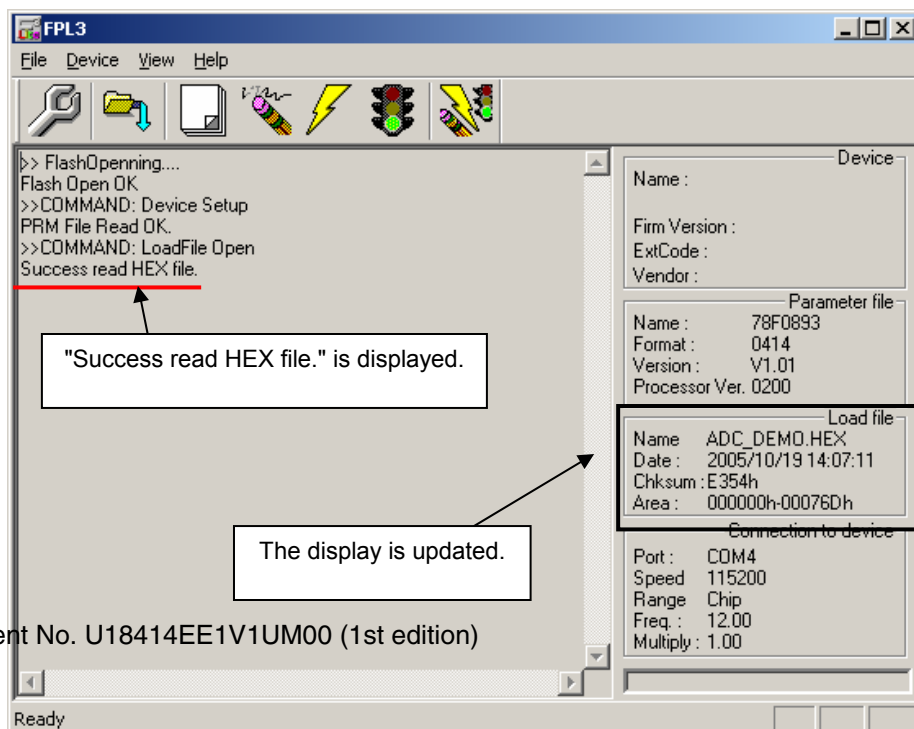 FPL3
File Device View Help
>> FlashOpenning....
Flash Open OK
>>COMMAND: Device Setup
PRM File Read OK.
>>COMMAND: LoadFile Open
Success read HEX file.
"Success read HEX file." is displayed.
The display is updated.
Device
Name :
Firm Version :
ExtCode :
Vendor :
Parameter file
Name : 78F0893
Format : 0414
Version : V1.01
Processor Ver. 0200
Load file
Name ADC_DEMO.HEX
Date : 2005/10/19 14:07:11
Chksum : E354h
Area : 000000h-00076Dh
Connection to device
Port : COM4
Speed 115200
Range Chip
Freq. : 12.00
Multiply : 1.00
ent No. U18414EE1V1UM00 (1st edition)
Ready